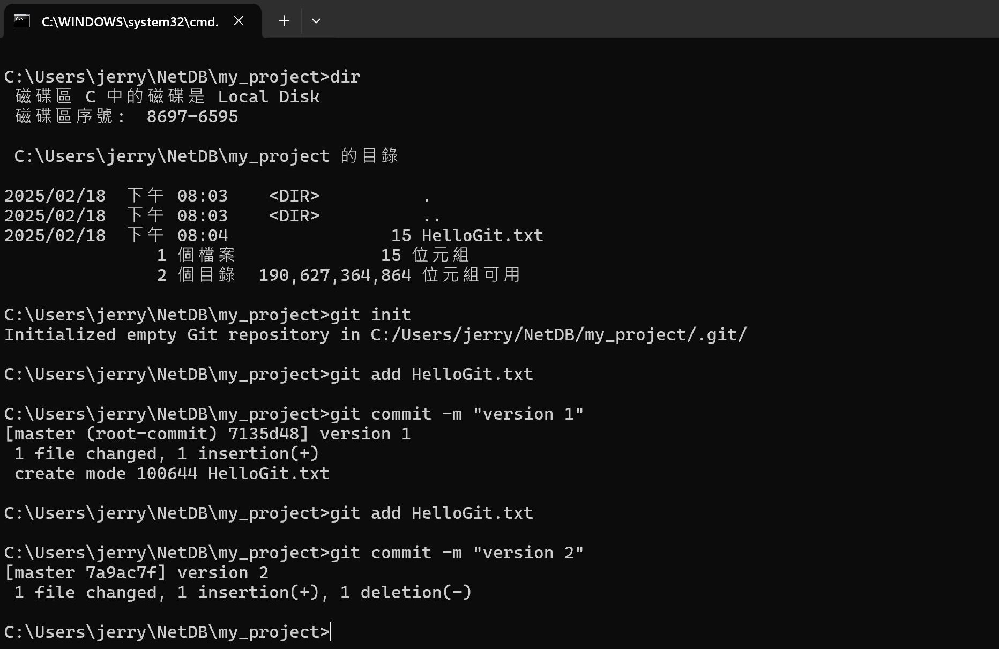 C:\WINDOWS\system32\cmd.
C:\Users\jerry\NetDB\my_project>dir
 磁碟區 C 中的磁碟是 Local Disk
 磁碟區序號:  8697-6595
 C:\Users\jerry\NetDB\my_project 的目錄
2025/02/18  下午 08:03    <DIR>          .
2025/02/18  下午 08:03    <DIR>          ..
2025/02/18  下午 08:04                15 HelloGit.txt
               1 個檔案              15 位元組
               2 個目錄  190,627,364,864 位元組可用
C:\Users\jerry\NetDB\my_project>git init
Initialized empty Git repository in C:/Users/jerry/NetDB/my_project/.git/
C:\Users\jerry\NetDB\my_project>git add HelloGit.txt
C:\Users\jerry\NetDB\my_project>git commit -m "version 1"
[master (root-commit) 7135d48] version 1
 1 file changed, 1 insertion(+)
 create mode 100644 HelloGit.txt
C:\Users\jerry\NetDB\my_project>git add HelloGit.txt
C:\Users\jerry\NetDB\my_project>git commit -m "version 2"
[master 7a9ac7f] version 2
 1 file changed, 1 insertion(+), 1 deletion(-)
C:\Users\jerry\NetDB\my_project>